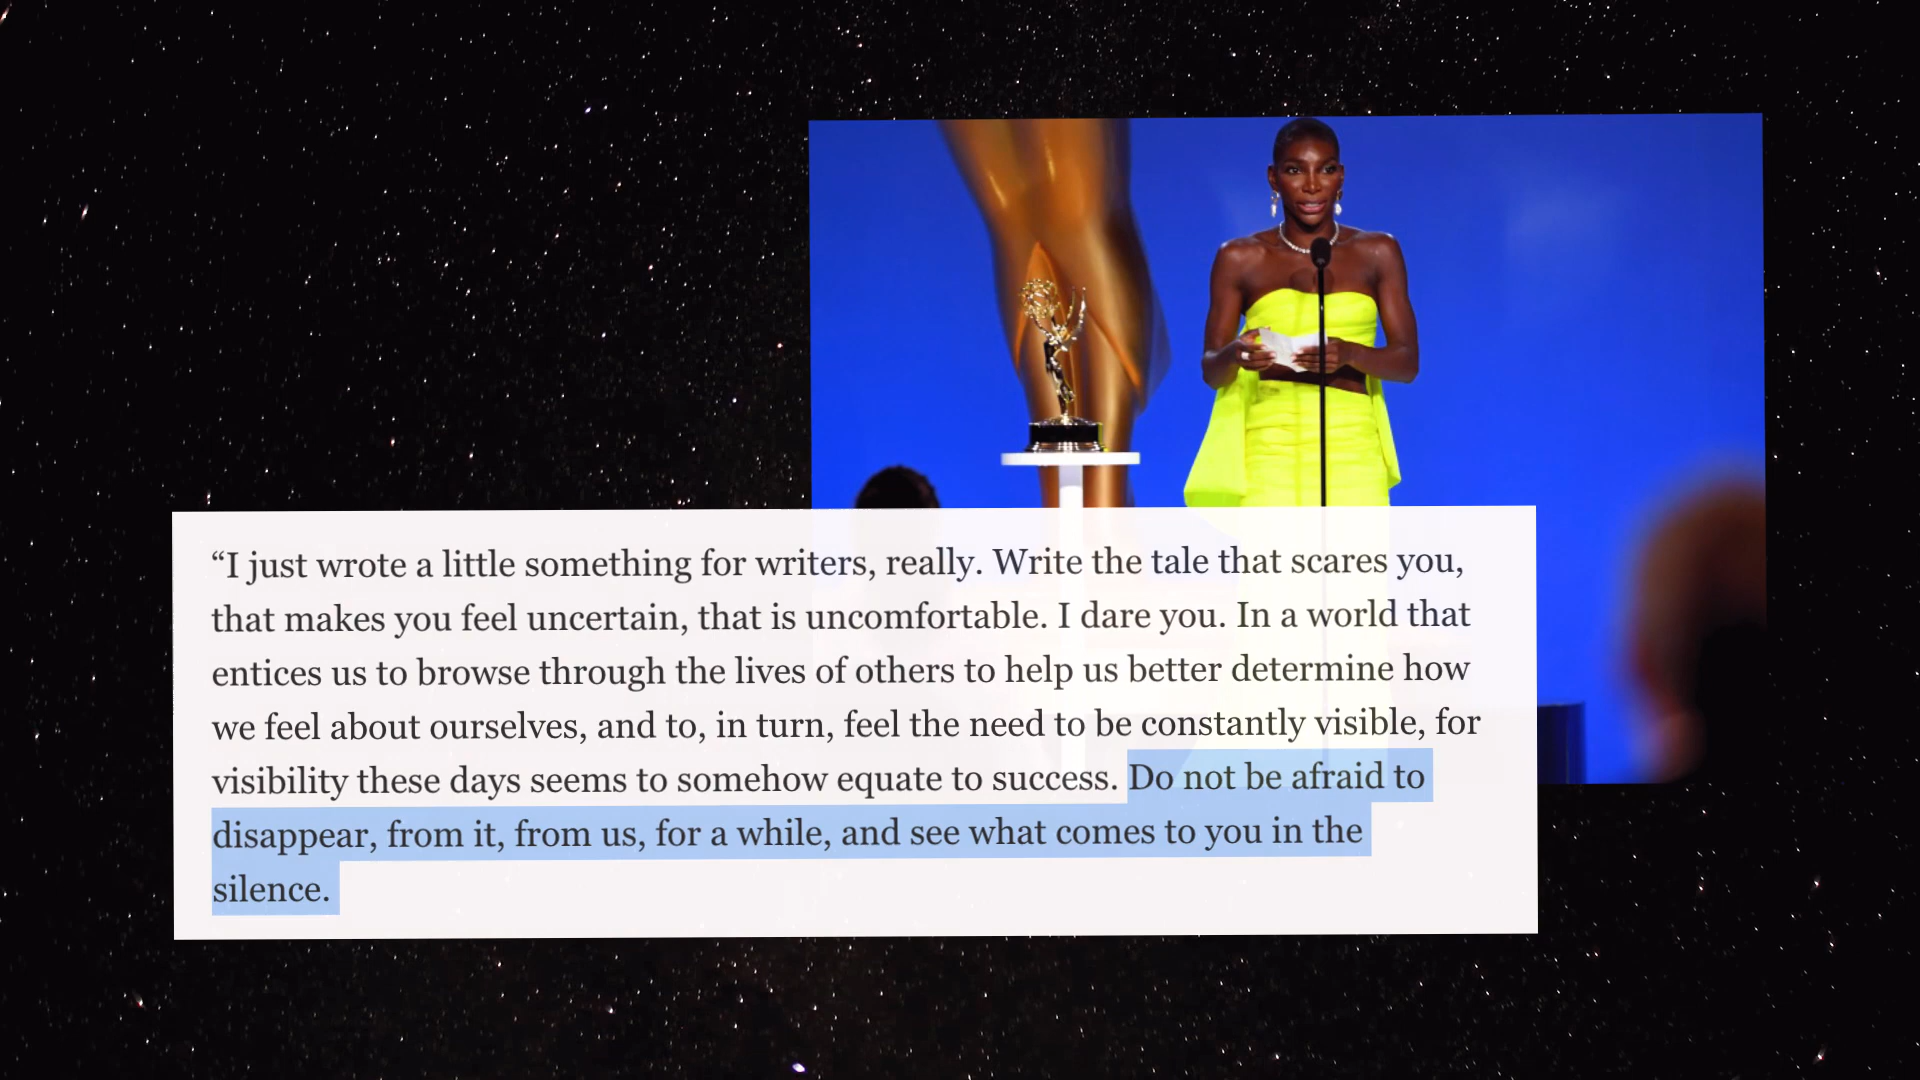 “I just wrote a little something for writers, really. Write the tale that scares you,
that makes you feel uncertain, that is uncomfortable. I dare you. In a world that
entices us to browse through the lives of others to help us better determine how
we feel about ourselves, and to, in turn, feel the need to be constantly visible, for
visibility these days seems to somehow equate to success. Do not be afraid to
disappear, from it, from us, for a while, and see what comes to you in the
silence.